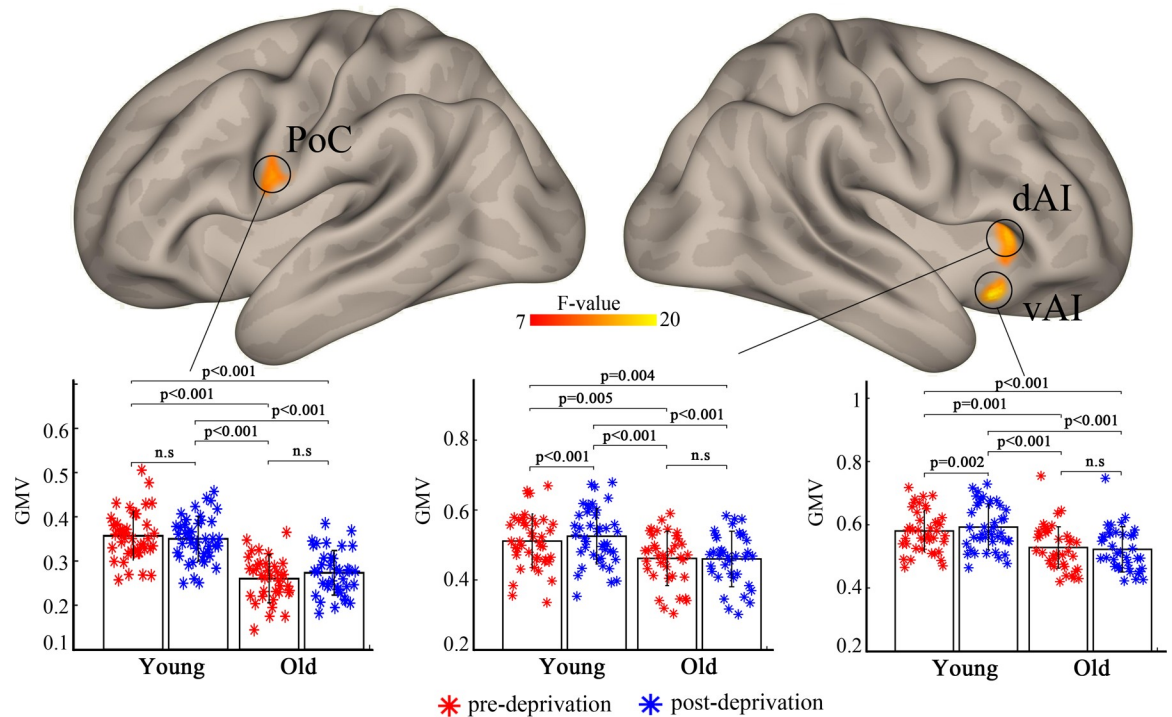 PoC
dAI
vAI
F-value
7 20
p<0.001
p<0.001
p<0.001
p<0.001
n.s
n.s
GMV
0.6
0.5
0.4
0.3
0.2
0.1
Young Old
p=0.004
p=0.005
p<0.001
p<0.001
p<0.001
n.s
GMV
0.8
0.6
0.4
0.2
Young Old
p<0.001
p=0.001
p<0.001
p<0.001
p=0.002
n.s
GMV
1
0.8
0.6
0.4
0.2
Young Old
pre-deprivation post-deprivation